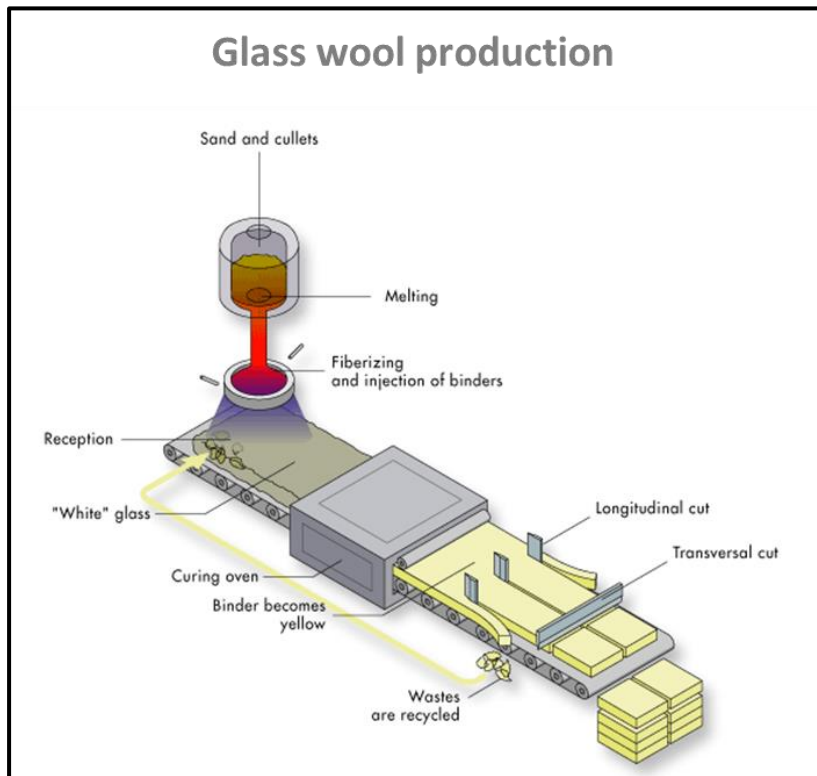 Glass wool production
Sand and cullets
Melting
Fiberizing
and injection of binders
Reception
"White" glass
Longitudinal cut
Transversal cut
Curing oven
Binder becomes
yellow
Wastes
are recycled